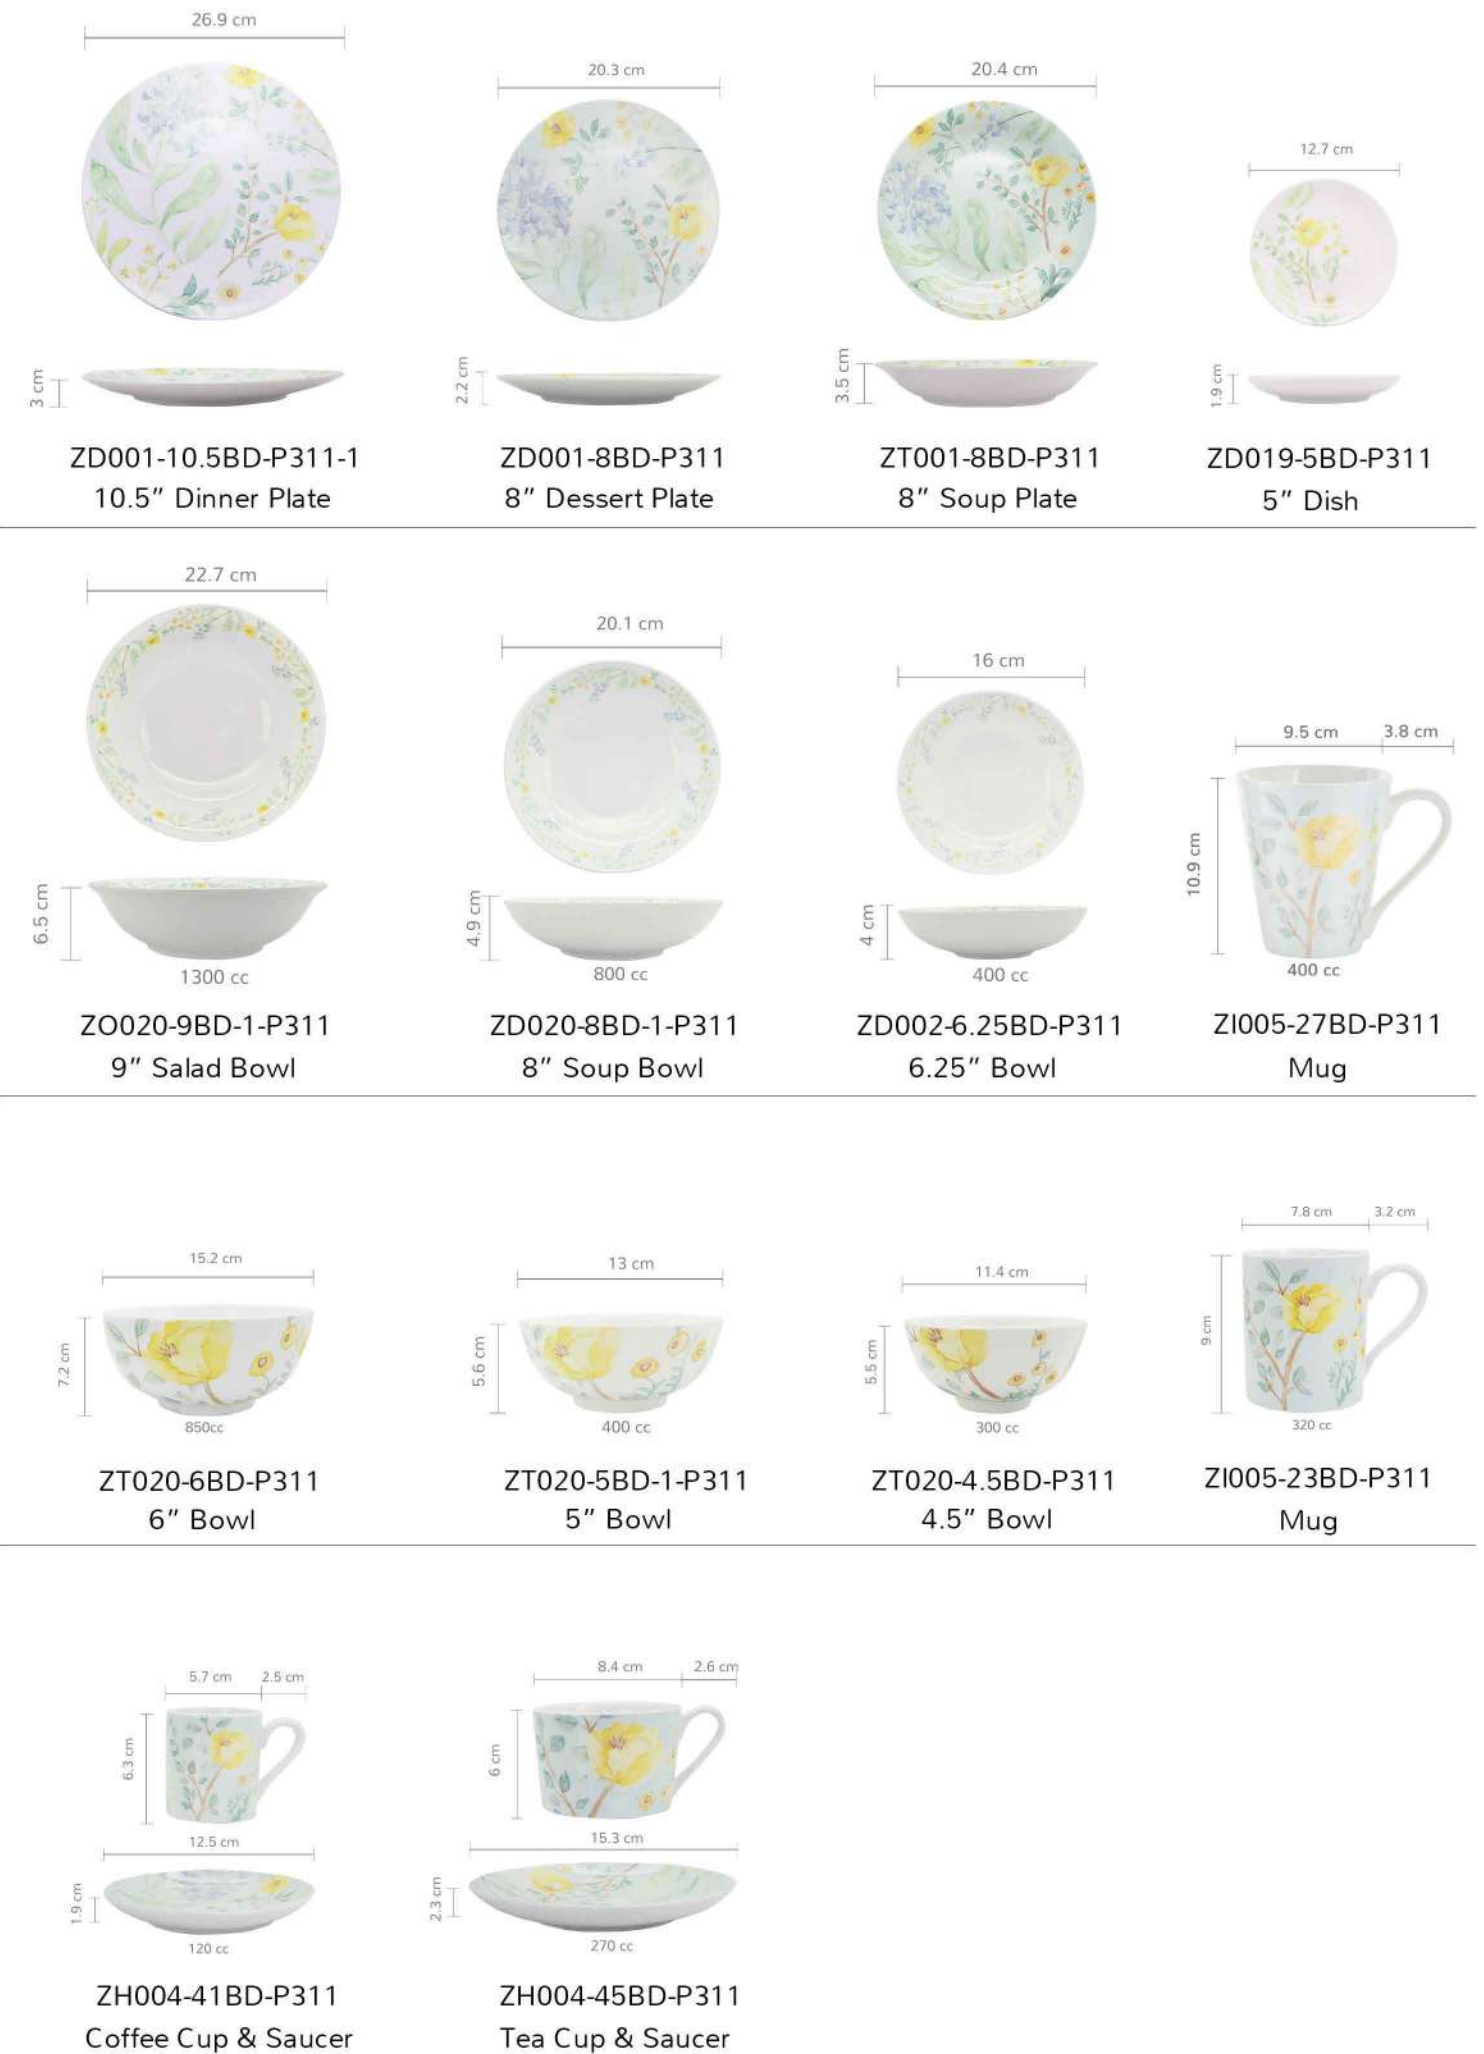 26.9 cm
20.3 cm
20.4 cm
12.7 cm
3 cm
2.2 cm
3.5 cm
1.9 cm
ZD001-10.5BD-P311-1
10.5” Dinner Plate
ZD001-8BD-P311
8” Dessert Plate
ZT001-8BD-P311
8” Soup Plate
ZD019-5BD-P311
5” Dish
22.7 cm
20.1 cm
16 cm
9.5 cm
3.8 cm
6.5 cm
4.9 cm
4 cm
10.9 cm
1300 cc
800 cc
400 cc
400 cc
ZO020-9BD-1-P311
9” Salad Bowl
ZD020-8BD-1-P311
8” Soup Bowl
ZD002-6.25BD-P311
6.25” Bowl
ZI005-27BD-P311
Mug
15.2 cm
13 cm
11.4 cm
7.8 cm
3.2 cm
7.2 cm
5.6 cm
5.5 cm
9 cm
850cc
400 cc
300 cc
320 cc
ZT020-6BD-P311
6” Bowl
ZT020-5BD-1-P311
5” Bowl
ZT020-4.5BD-P311
4.5” Bowl
ZI005-23BD-P311
Mug
5.7 cm
2.5 cm
6.3 cm
12.5 cm
1.9 cm
120 cc
8.4 cm
2.6 cm
6 cm
15.3 cm
2.3 cm
270 cc
ZH004-41BD-P311
Coffee Cup & Saucer
ZH004-45BD-P311
Tea Cup & Saucer